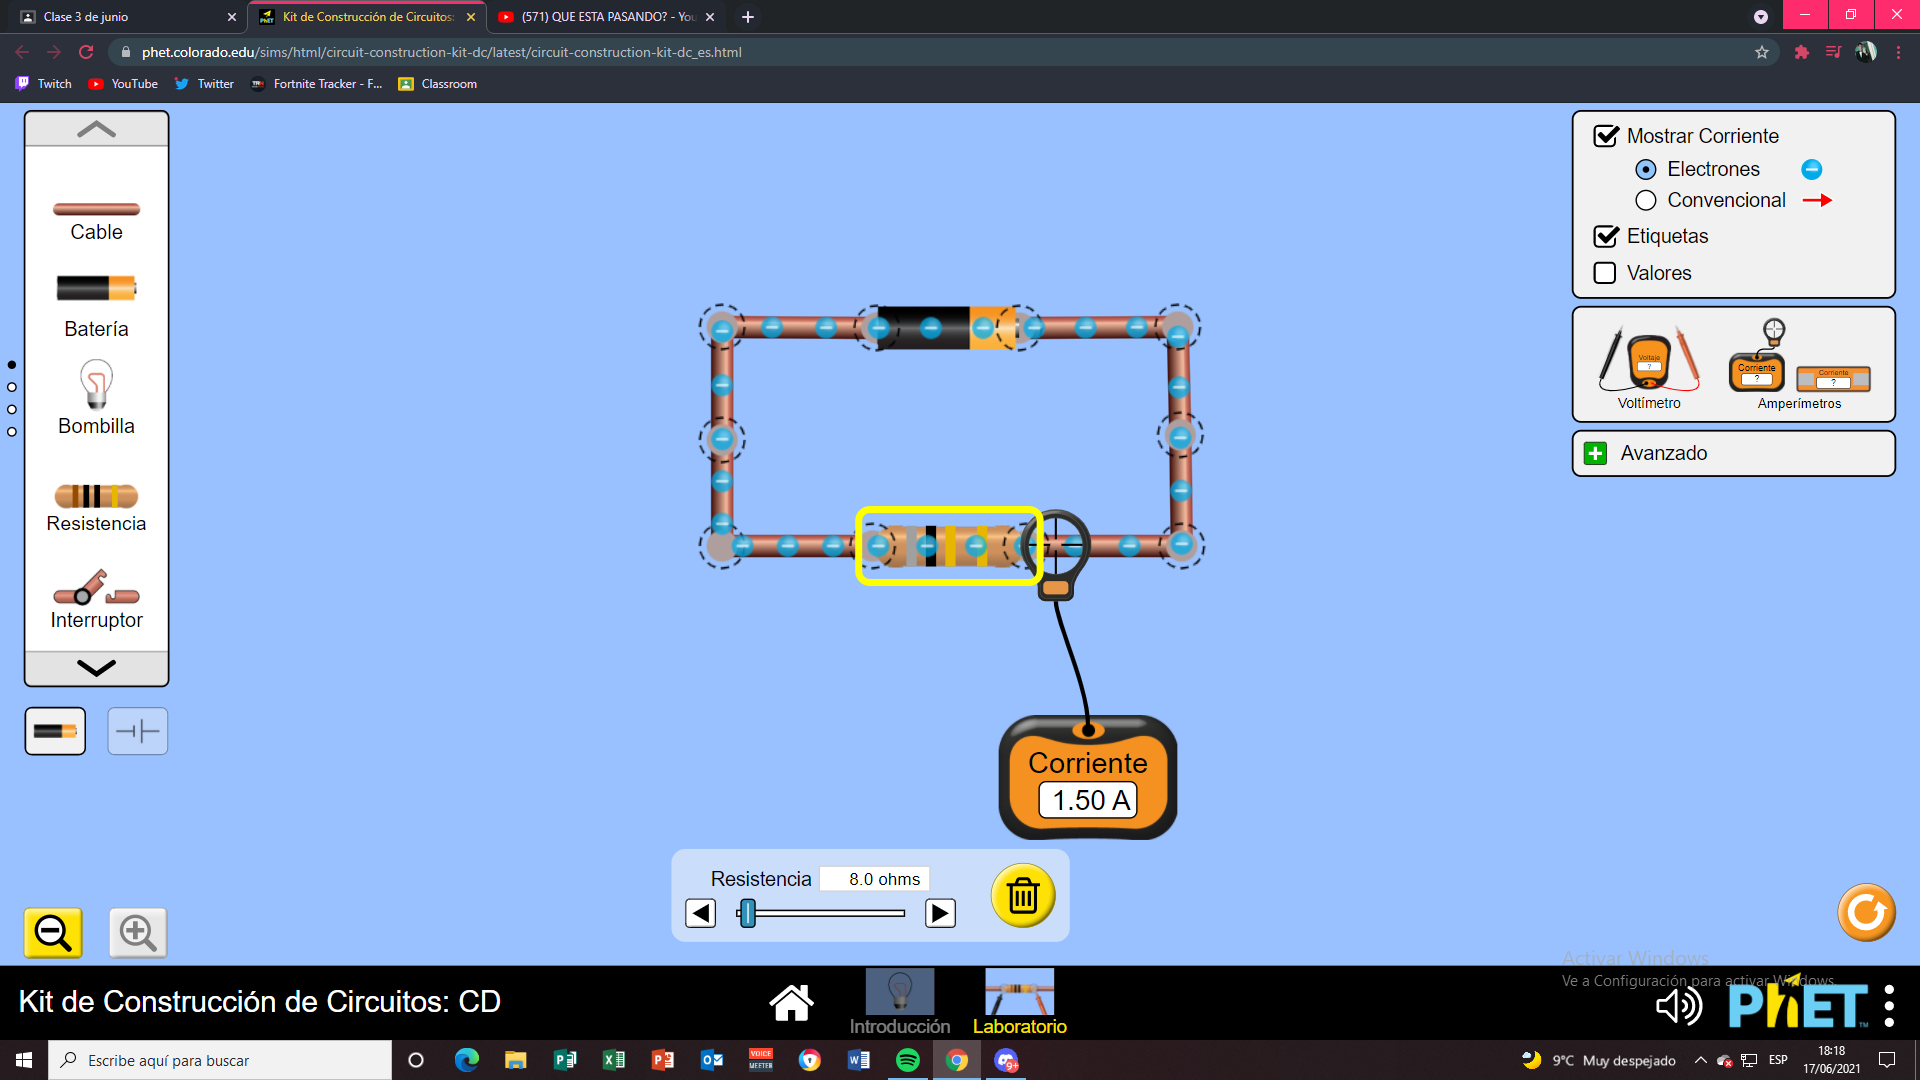 Clase 3 de junio
Kit de Construcción de Circuitos:
(571) QUE ESTA PASANDO? - You
phet.colorado.edu/sims/html/circuit-construction-kit-dc/latest/circuit-construction-kit-dc_es.html
Twitch
YouTube
Twitter
Fortnite Tracker - F...
Classroom
Cable
Batería
Bombilla
Resistencia
Interruptor
Mostrar Corriente
Electrones
Convencional
Etiquetas
Valores
Voltaje
?
Corriente
?
Corriente
?
Voltímetro
Amperímetros
Avanzado
Corriente
1.50 A
Resistencia
8.0 ohms
Activar Windows
Ve a Configuración para activar Windows.
Kit de Construcción de Circuitos: CD
Introducción
Laboratorio
PhET
Escribe aquí para buscar
VOICE
MEETER
9+
9°C Muy despejado
ESP
18:18
17/06/2021